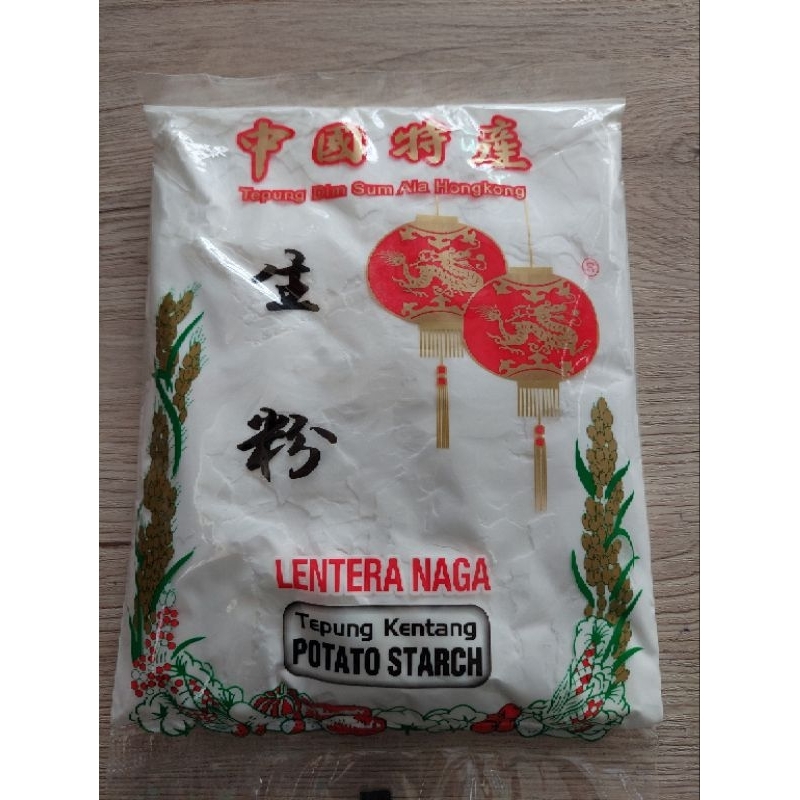 中國特產
Tepung Dim Sum Ala Hongkong
生
粉
LENTERA NAGA
Tepung Kentang
POTATO STARCH